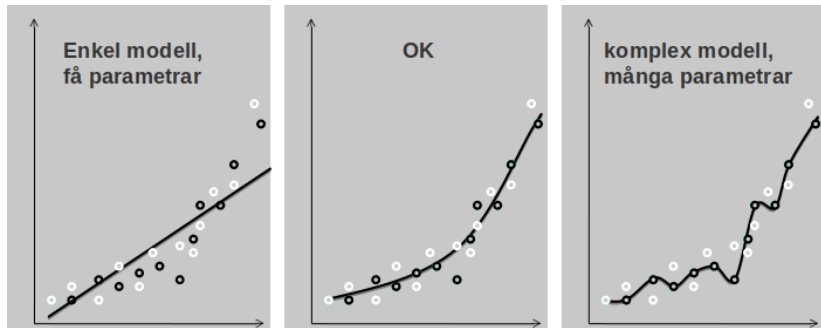 Enkel modell,
få parametrar
OK
komplex modell,
många parametrar